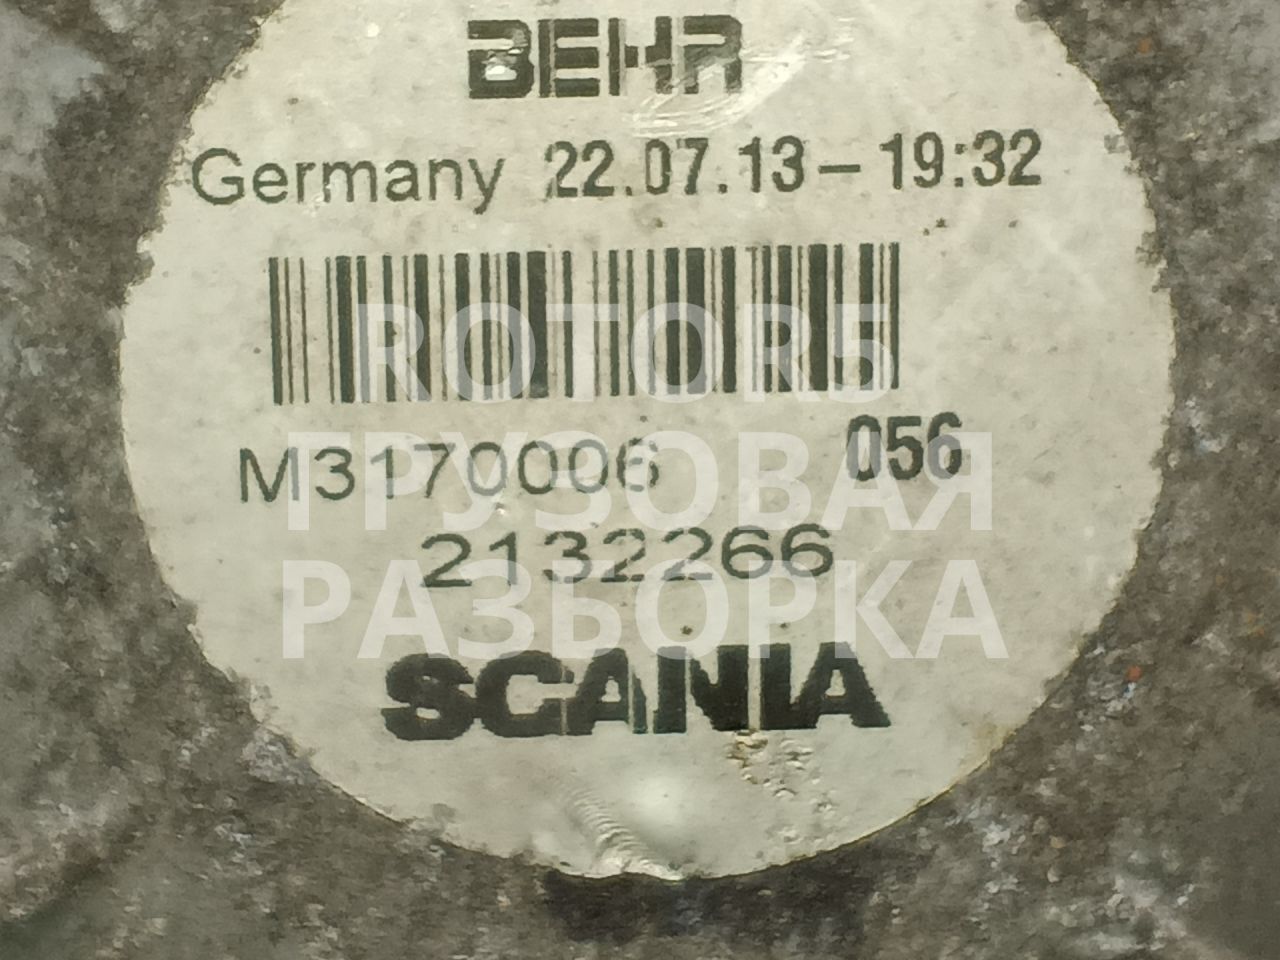 BEHR
Germany 22.07.13-19:32
ROTOR5
ГРУЗОВАЯ
M3170006 056
2132266
РАЗБОРКА
SCANIA